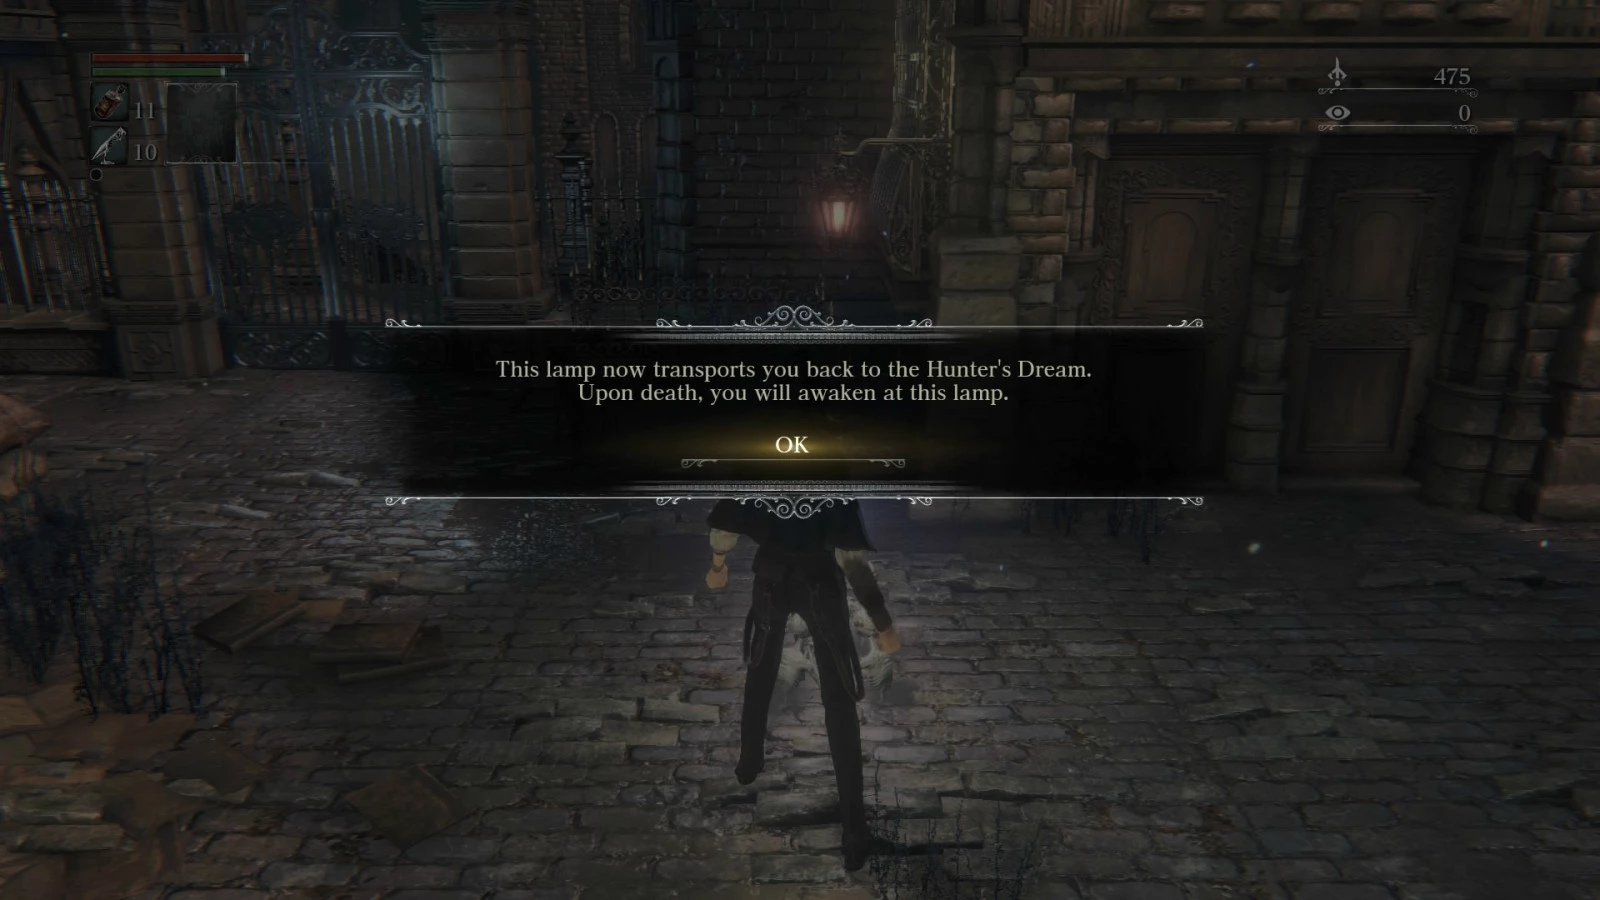 11
10
475
0
This lamp now transports you back to the Hunter's Dream.
Upon death, you will awaken at this lamp.
OK